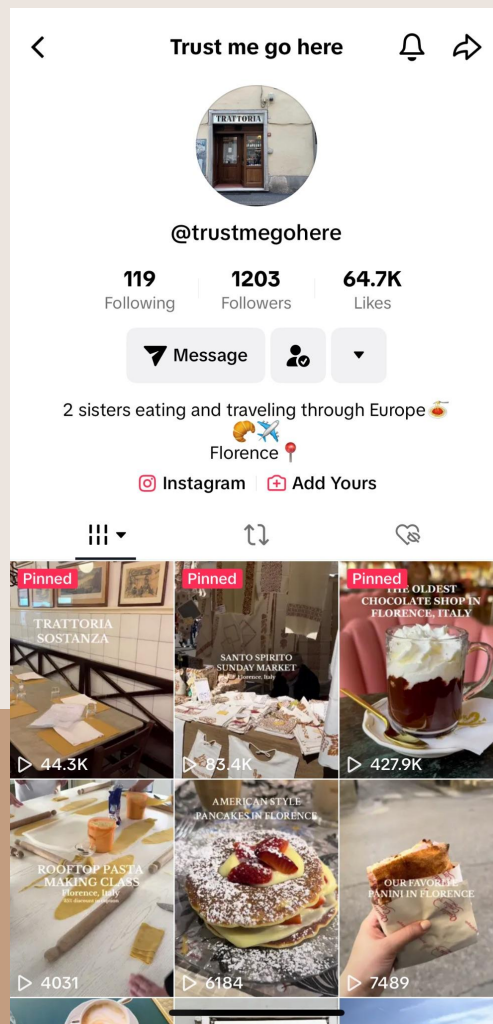 Trust me go here
TRATTORIA
@trustmegohere
119
Following
1203
Followers
64.7K
Likes
Message
2 sisters eating and traveling through Europe🍝
🥐✈️
Florence📍
Instagram
Add Yours
Pinned
TRATTORIA
SOSTANZA
44.3K
Pinned
SANTO SPIRITO
SUNDAY MARKET
Florence, Italy
83.4K
Pinned
THE OLDEST
CHOCOLATE SHOP IN
FLORENCE, ITALY
427.9K
ROOFTOP PASTA
MAKING CLASS
Florence, Italy
4031
AMERICAN STYLE
PANCAKES IN FLORENCE
6184
OUR FAVORITE
PANINI IN FLORENCE
7489